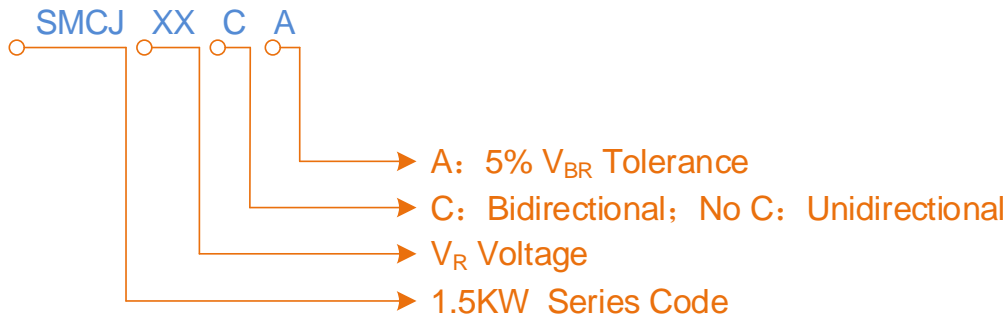 SMCJ XX C A
A：5% VBR Tolerance
C：Bidirectional；No C：Unidirectional
VR Voltage
1.5KW Series Code